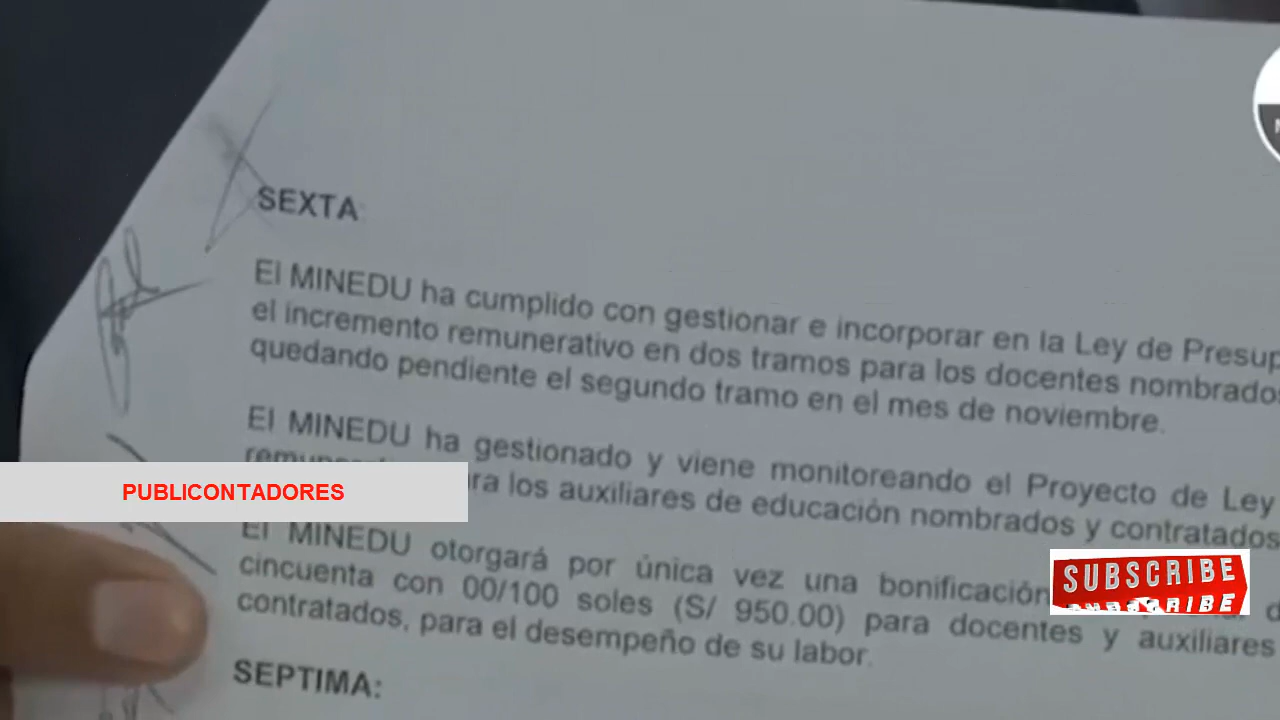 SEXTA:
El MINEDU ha cumplido con gestionar e incorporar en la Ley de
el incremento remunerativo en dos tramos para los docentes nombrados
quedando pendiente el segundo tramo en el mes de noviembre.
El MINEDU ha gestionado y viene monitoreando el Proyecto de Ley
los auxiliares de educación nombrados y contratados
PUBLICONTADORES
El MINEDU otorgará por única vez una bonificación
cincuenta con 00/100 soles (S/ 950.00) para docentes y auxiliares
contratados, para el desempeño de su labor.
SUBSCRIBE
SUBSCRIBE
SEPTIMA: